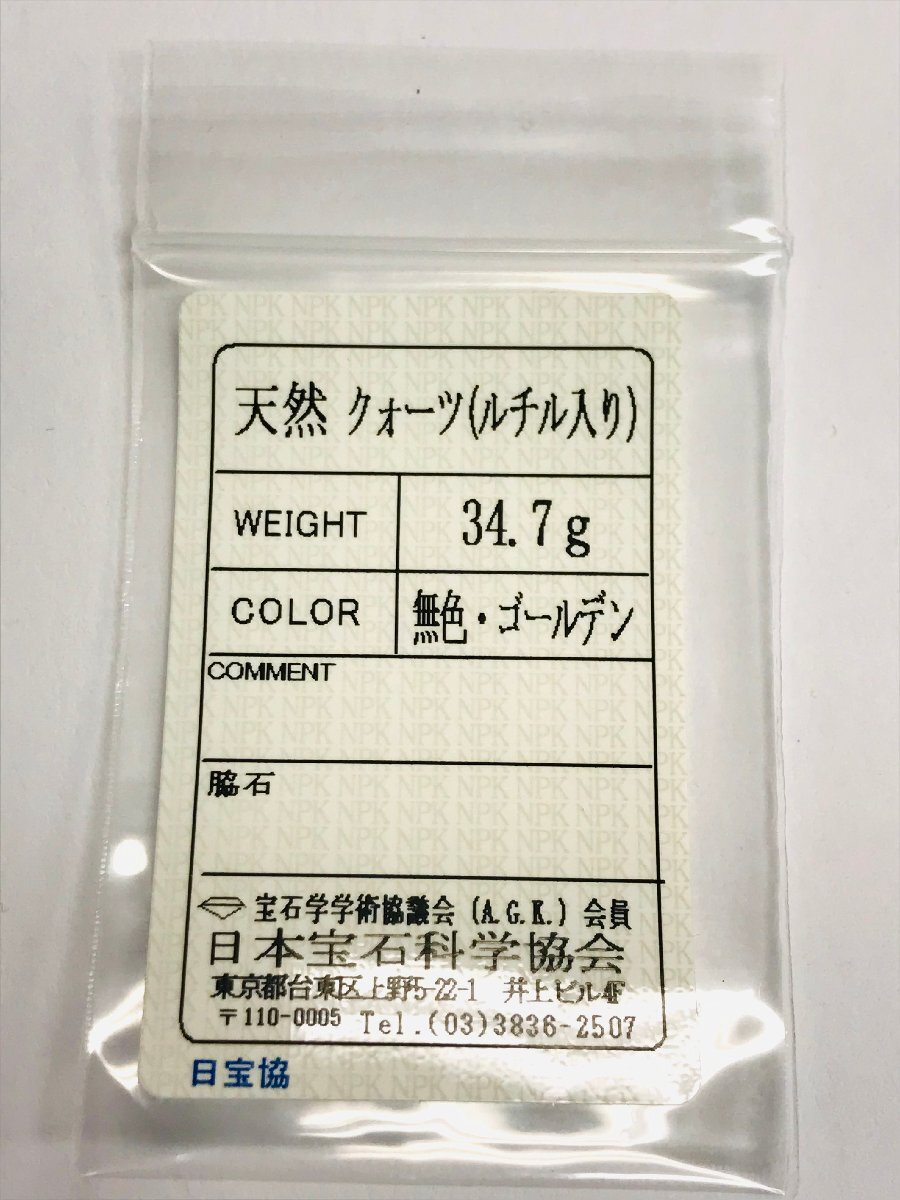 天然 クォーツ(ルチル入り)
WEIGHT 34.7g
COLOR 無色・ゴールデン
COMMENT
脇石
宝石学学術協議会 (A.G.K.) 会員
日本宝石科学協会
東京都台東区上野5-22-1 井上ビル4F
〒110-0005 Tel.(03)3836-2507
日宝協